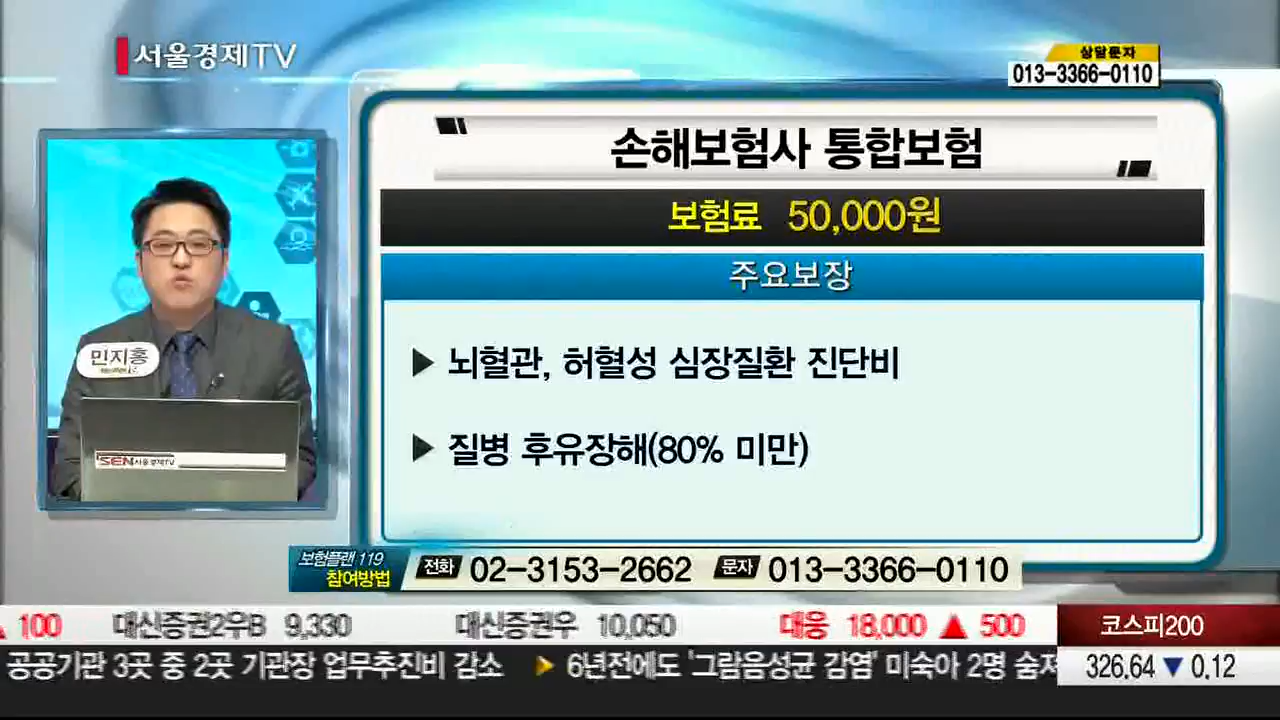 서울경제TV
상담문자
013-3366-0110
손해보험사 통합보험
보험료 50,000원
주요보장
▶ 뇌혈관, 허혈성 심장질환 진단비
▶ 질병 후유장해(80% 미만)
민지홍
SEN 서울경제TV
보험플랜 119
참여방법
전화 02-3153-2662 문자 013-3366-0110
▲ 100 대신증권2우B 9,330 대신증권우 10,050 대웅 18,000 ▲ 500
코스피200
공공기관 3곳 중 2곳 기관장 업무추진비 감소 ▶ 6년전에도 '그람음성균 감염' 미숙아 2명 숨져
326.64 ▼ 0.12